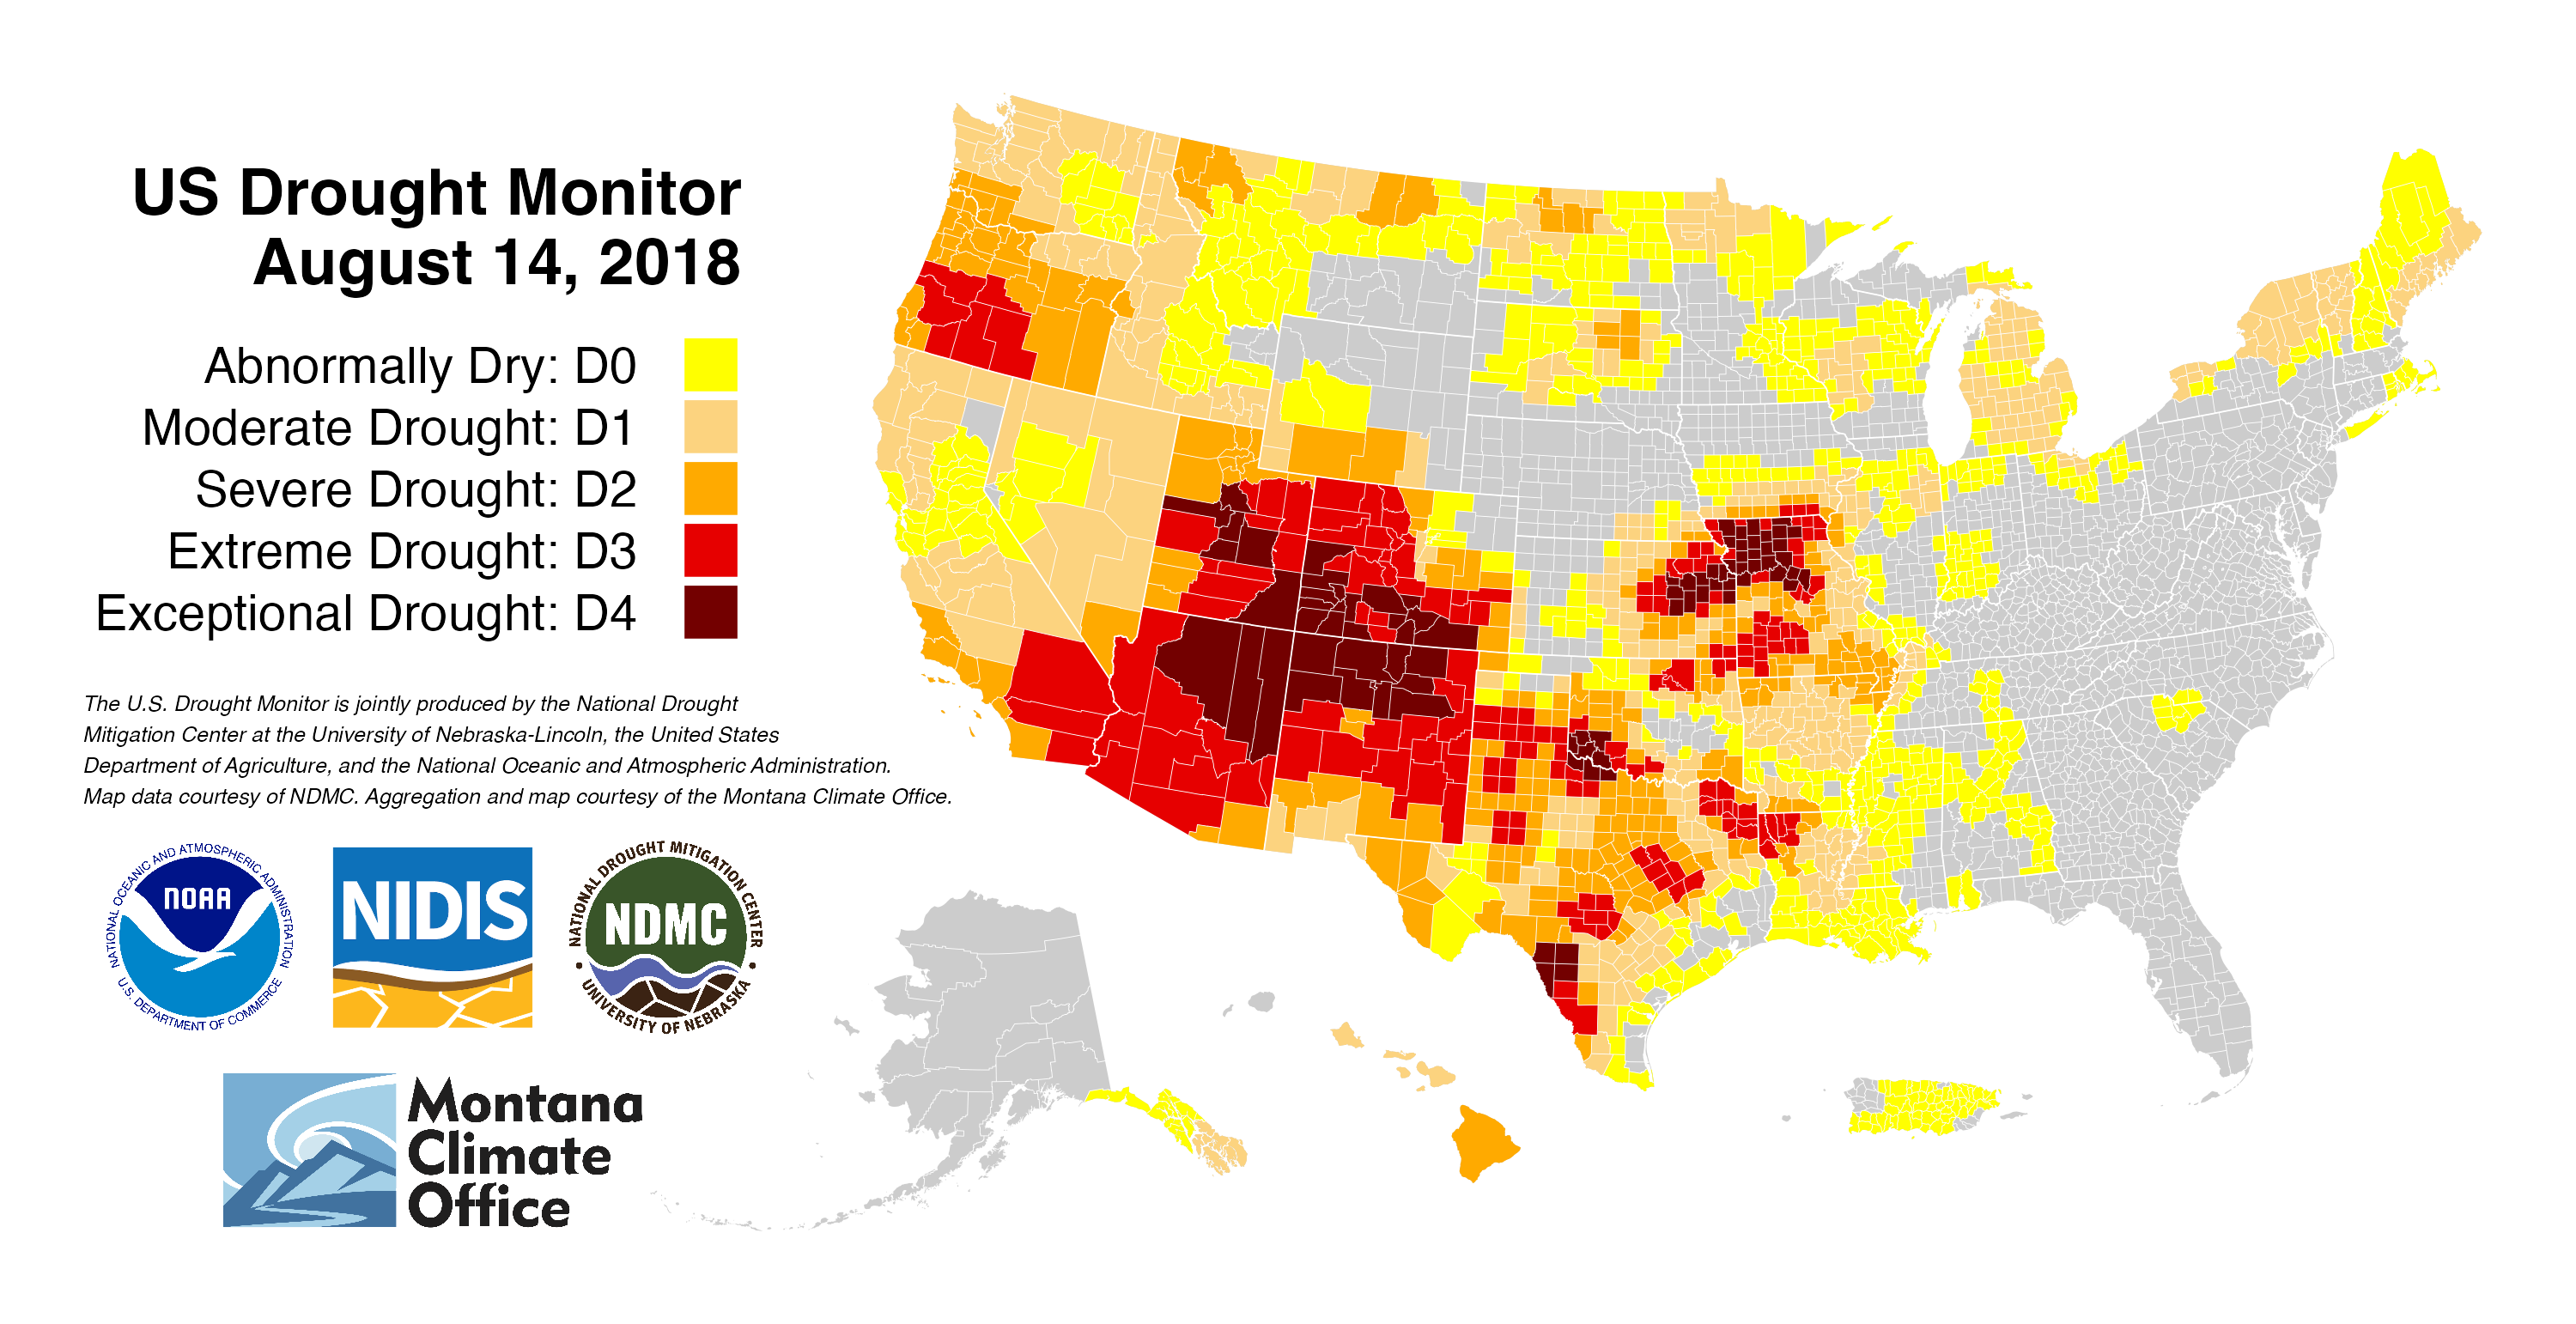 US Drought Monitor
August 14, 2018
Abnormally Dry: D0
Moderate Drought: D1
Severe Drought: D2
Extreme Drought: D3
Exceptional Drought: D4
The U.S. Drought Monitor is jointly produced by the National Drought
Mitigation Center at the University of Nebraska-Lincoln, the United States
Department of Agriculture, and the National Oceanic and Atmospheric Administration.
Map data courtesy of NDMC. Aggregation and map courtesy of the Montana Climate Office.
NATIONAL OCEANIC AND ATMOSPHERIC ADMINISTRATION
NOAA
U.S. DEPARTMENT OF COMMERCE
NIDIS
NATIONAL DROUGHT MITIGATION CENTER
NDMC
UNIVERSITY OF NEBRASKA
Montana
Climate
Office